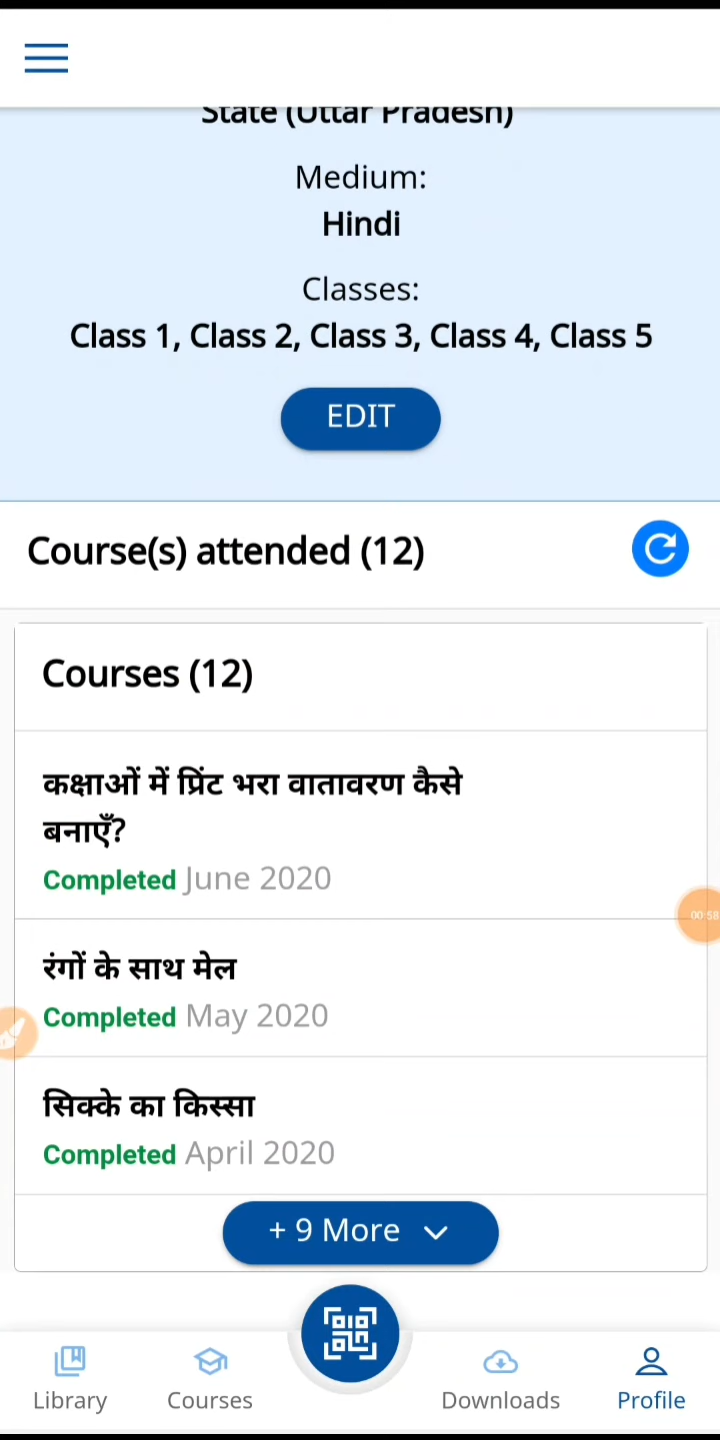 State (Uttar Pradesh)
Medium:
Hindi
Classes:
Class 1, Class 2, Class 3, Class 4, Class 5
EDIT
Course(s) attended (12)
Courses (12)
कक्षाओं में प्रिंट भरा वातावरण कैसे
बनाएँ?
Completed June 2020
00:58
रंगों के साथ मेल
Completed May 2020
सिक्के का किस्सा
Completed April 2020
+ 9 More
Library
Courses
Downloads
Profile